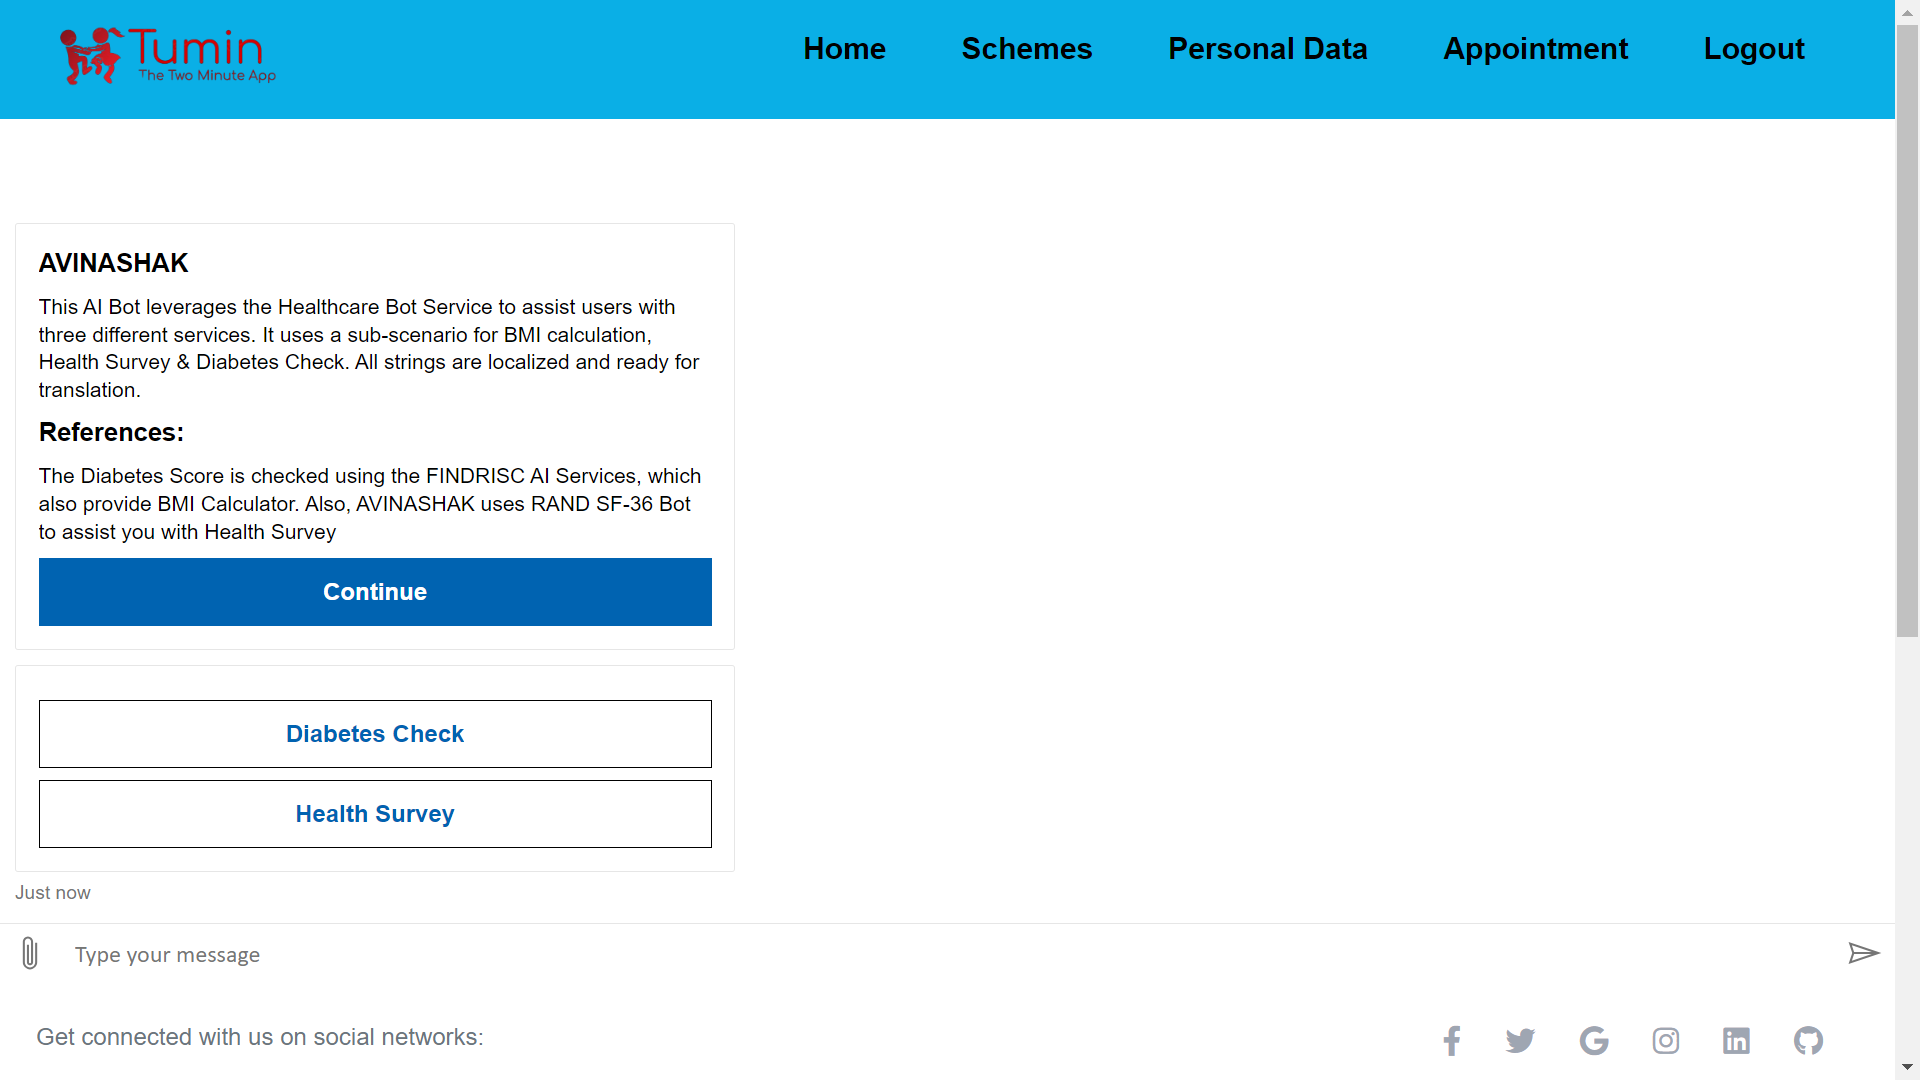 Tumin
The Two Minute App
Home Schemes Personal Data Appointment Logout
AVINASHAK
This AI Bot leverages the Healthcare Bot Service to assist users with
three different services. It uses a sub-scenario for BMI calculation,
Health Survey & Diabetes Check. All strings are localized and ready for
translation.
References:
The Diabetes Score is checked using the FINDRISC AI Services, which
also provide BMI Calculator. Also, AVINASHAK uses RAND SF-36 Bot
to assist you with Health Survey
Continue
Diabetes Check
Health Survey
Just now
Type your message
Get connected with us on social networks: